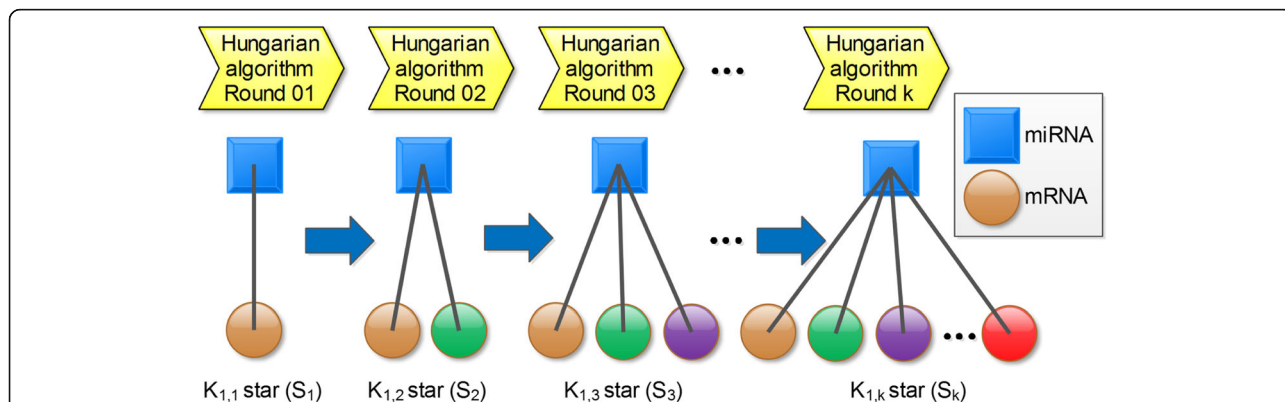 Hungarian
algorithm
Round 01
Hungarian
algorithm
Round 02
Hungarian
algorithm
Round 03
...
Hungarian
algorithm
Round k
miRNA
mRNA
...
...
K1,1 star (S1)
K1,2 star (S2)
K1,3 star (S3)
K1,k star (Sk)